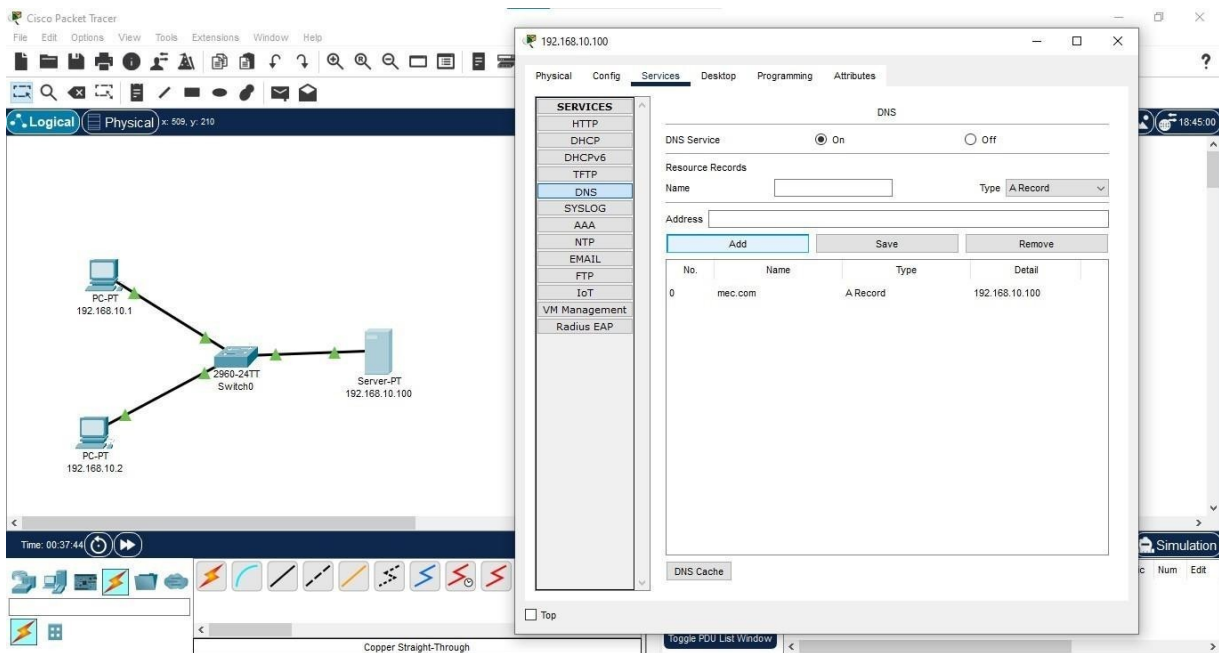 Cisco Packet Tracer
File Edit Options View Tools Extensions Window Help
?
Logical Physical x: 509, y: 210
18:45:00
PC-PT
192.168.10.1
2960-24TT
Switch0
Server-PT
192.168.10.100
PC-PT
192.168.10.2
Time: 00:37:44
Simulation
Num Edit
Copper Straight-Through
Toggle PDU List Window
192.168.10.100
Physical Config Services Desktop Programming Attributes
SERVICES
HTTP
DHCP
DHCPv6
TFTP
DNS
SYSLOG
AAA
NTP
EMAIL
FTP
IoT
VM Management
Radius EAP
DNS
DNS Service On Off
Resource Records
Name Type A Record
Address
Add Save Remove
No. Name Type Detail
0 mec.com A Record 192.168.10.100
DNS Cache
Top